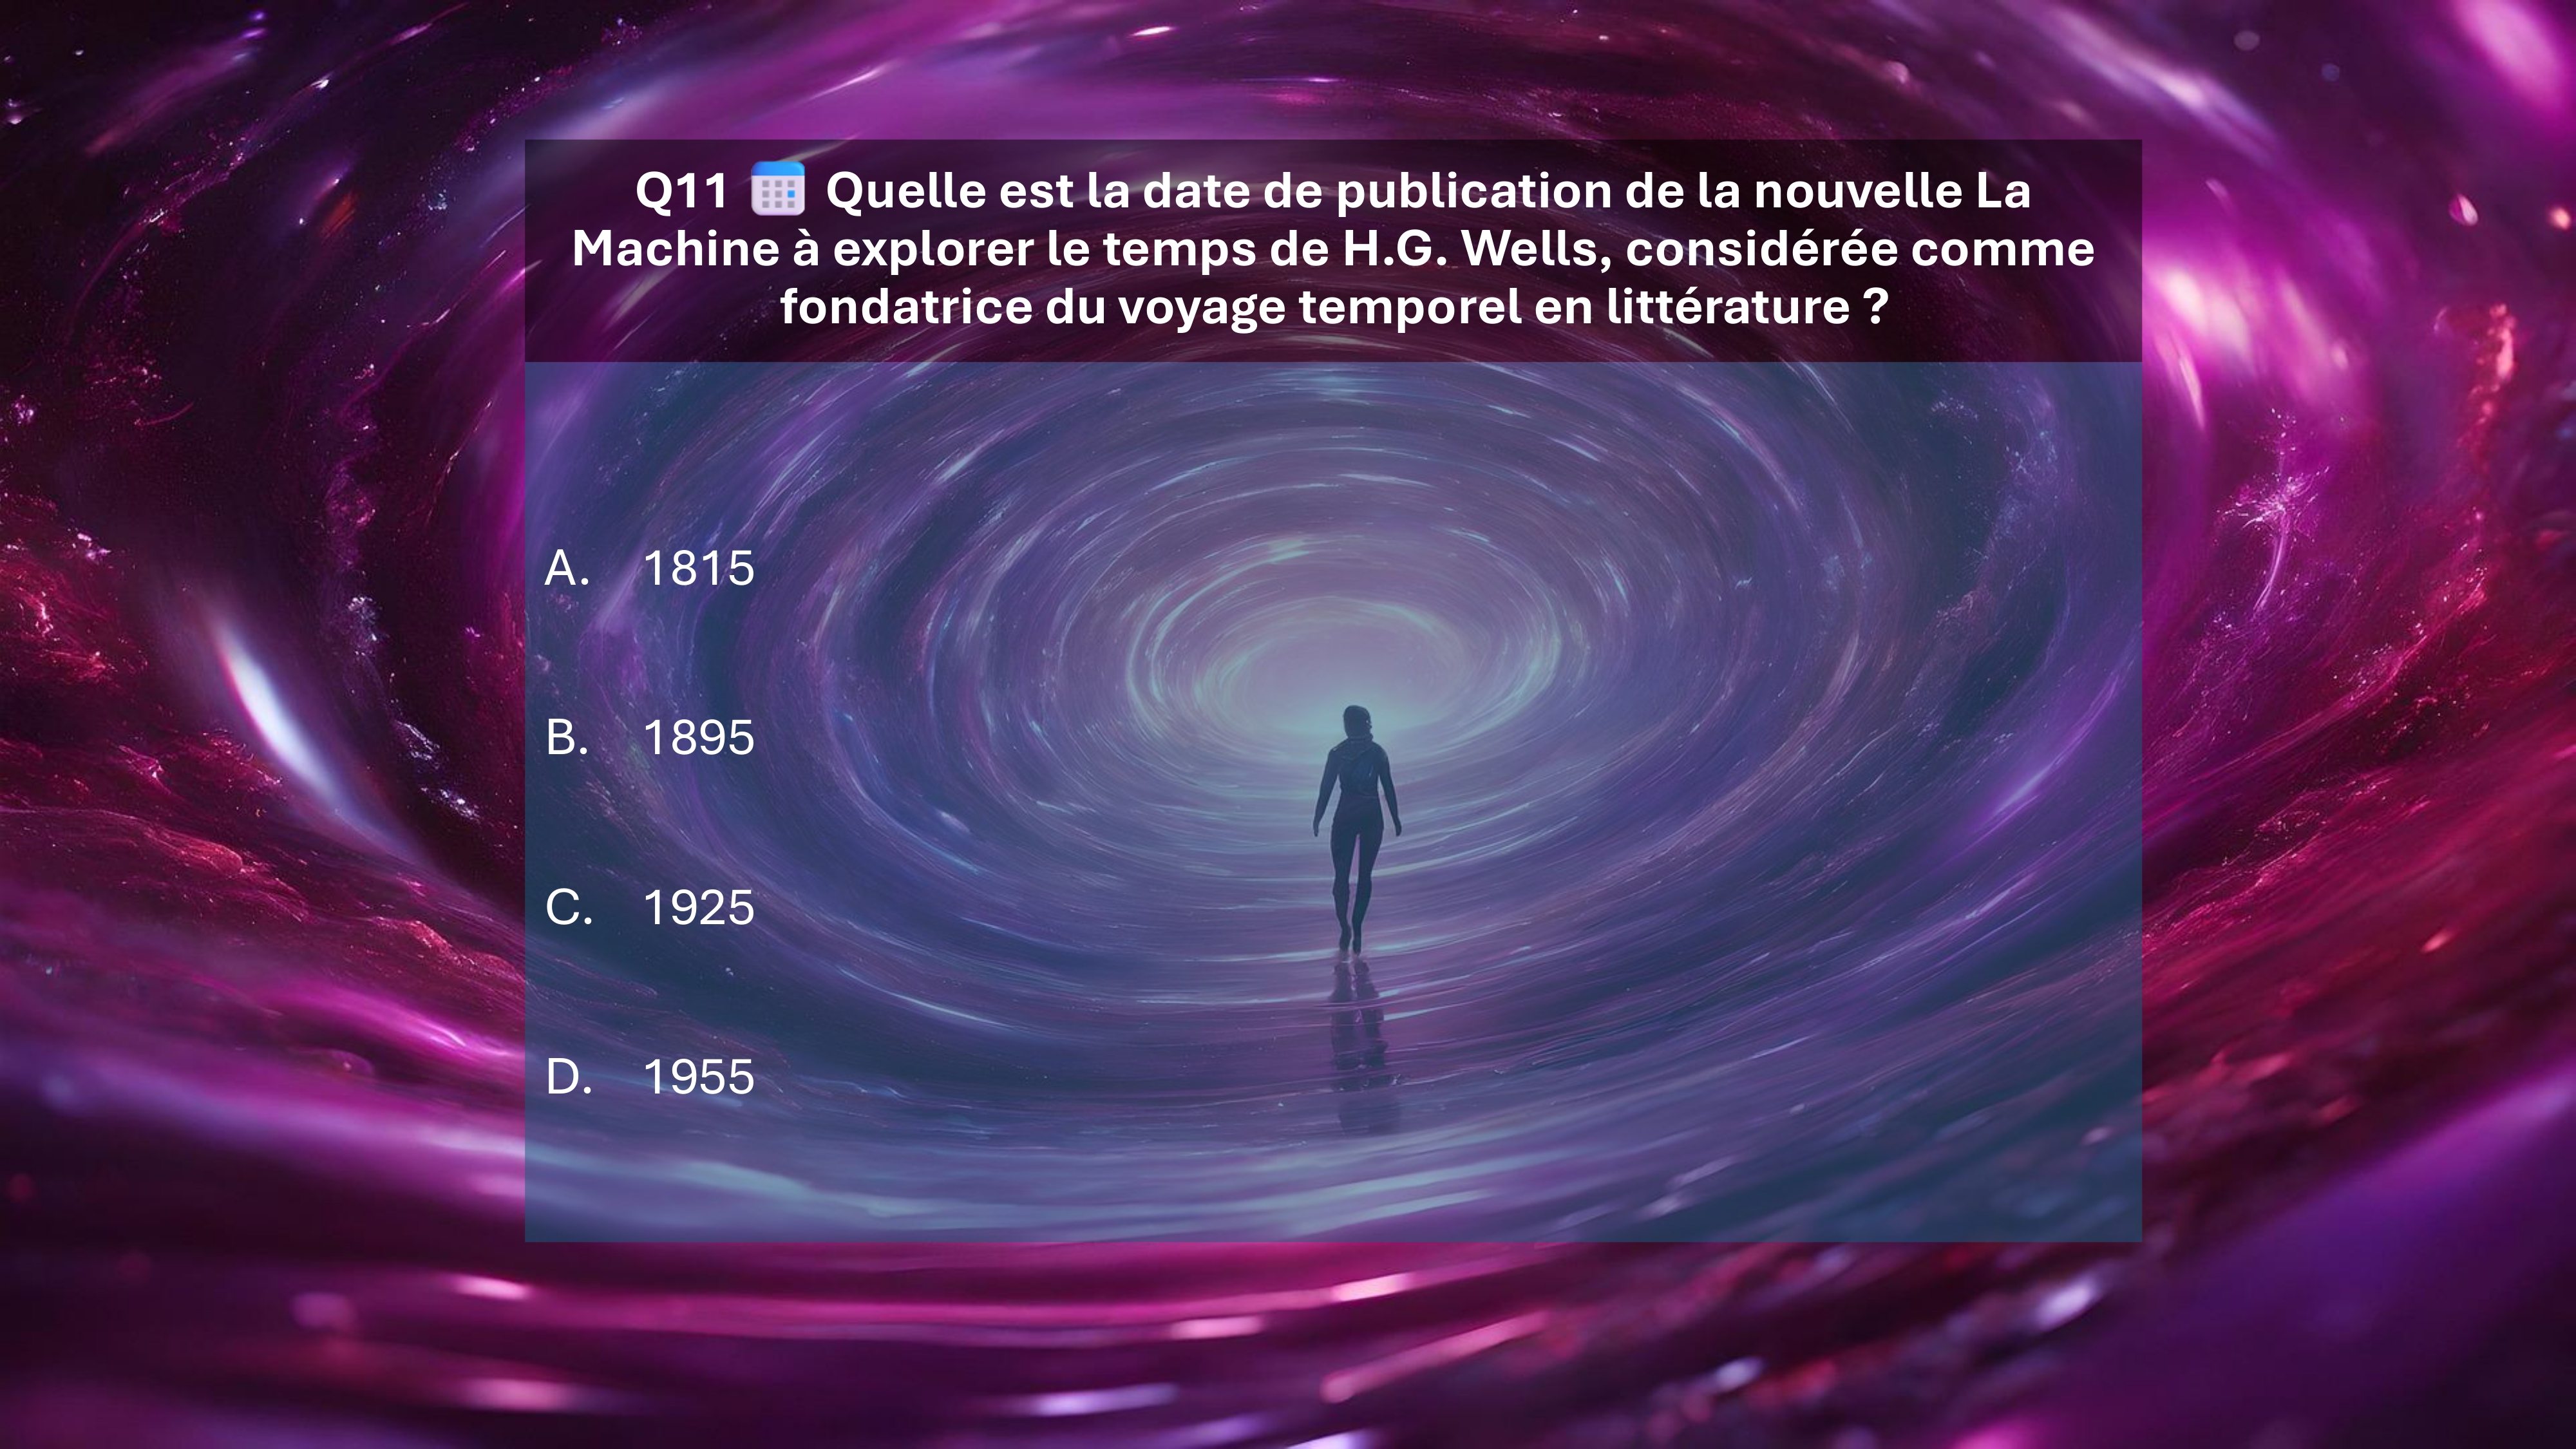 Q11 📅 Quelle est la date de publication de la nouvelle La
Machine à explorer le temps de H.G. Wells, considérée comme
fondatrice du voyage temporel en littérature ?
A. 1815
B. 1895
C. 1925
D. 1955